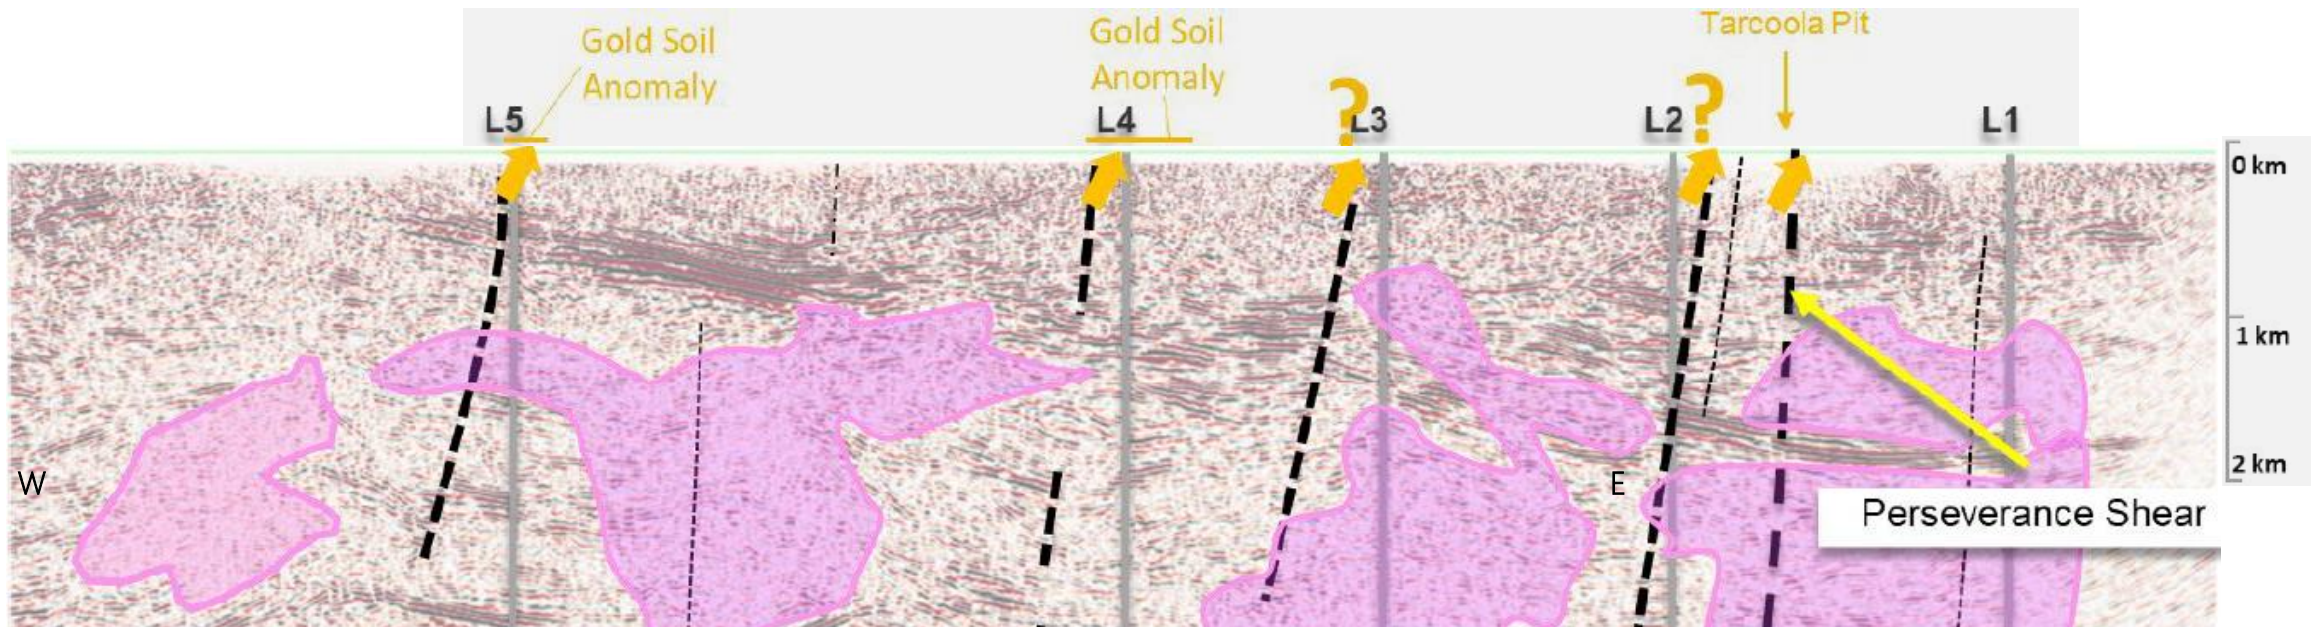 Gold Soil
Anomaly
Gold Soil
Anomaly
Tarcoola Pit
L5
L4
?
L3
L2
?
L1
0 km
1 km
2 km
W
E
Perseverance Shear